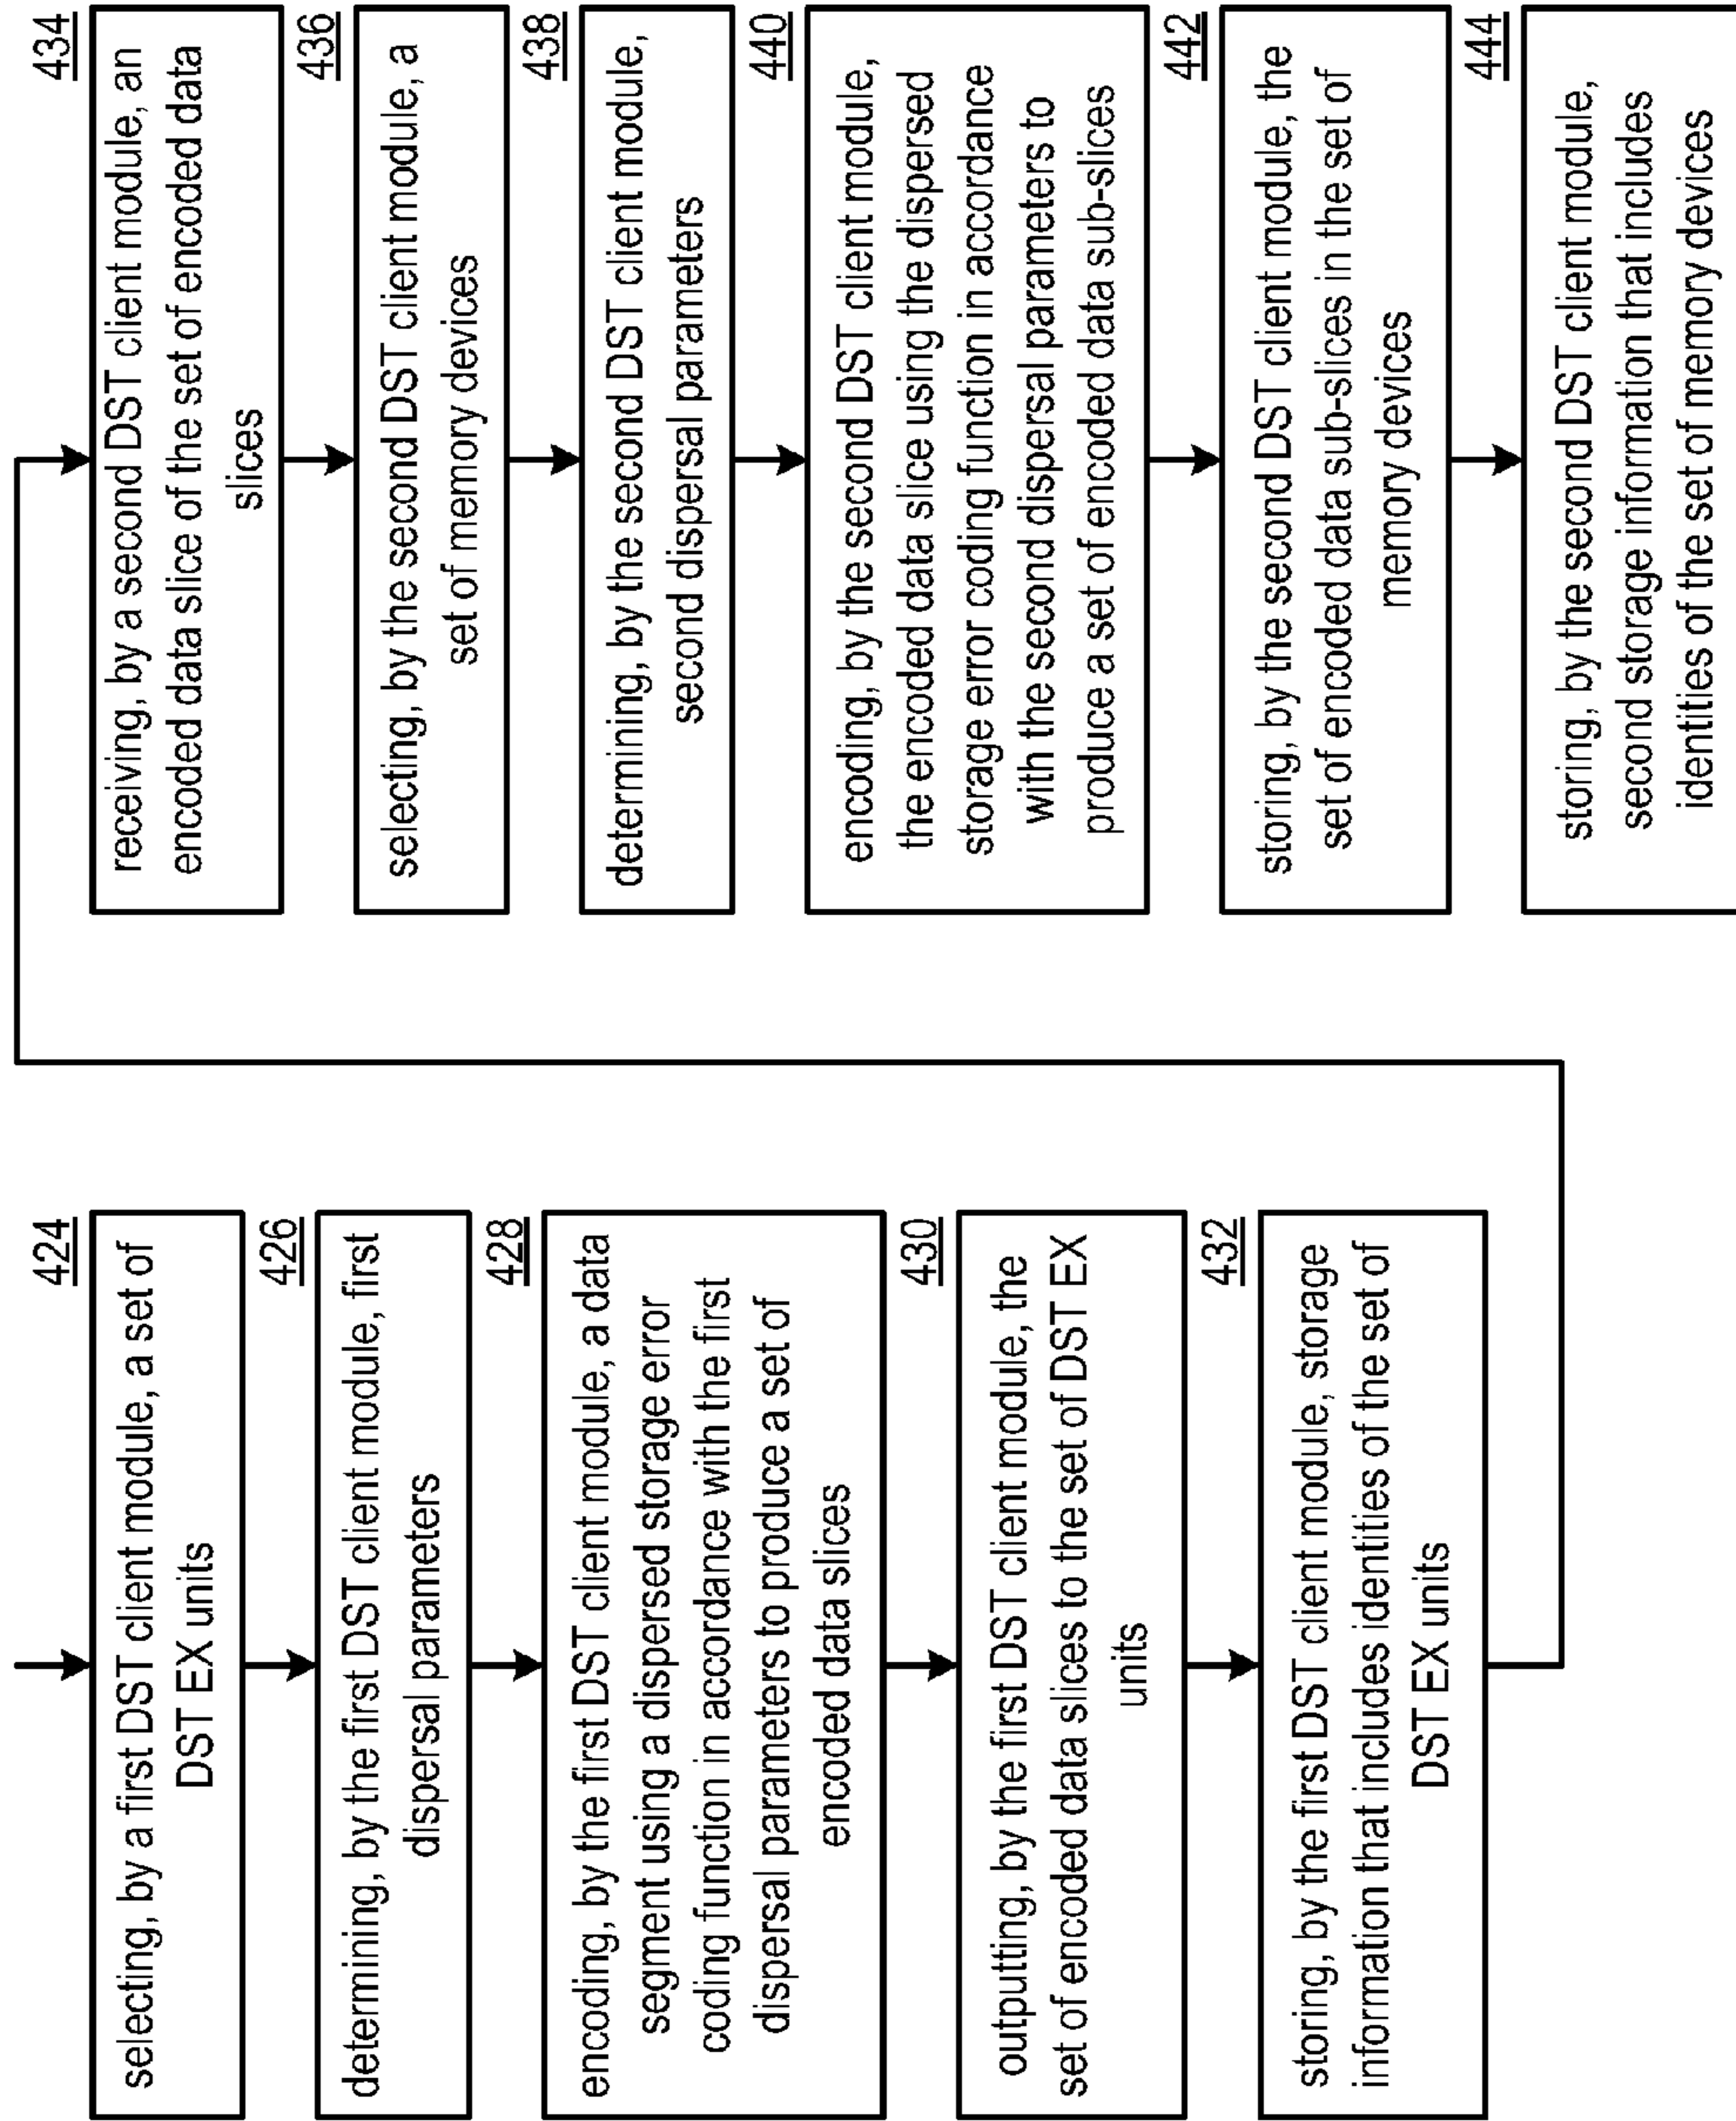 424
selecting, by a first DST client module, a set of
DST EX units
426
determining, by the first DST client module, first
dispersal parameters
428
encoding, by the first DST client module, a data
segment using a dispersed storage error
coding function in accordance with the first
dispersal parameters to produce a set of
encoded data slices
430
outputting, by the first DST client module, the
set of encoded data slices to the set of DST EX
units
432
storing, by the first DST client module, storage
information that includes identities of the set of
DST EX units
434
receiving, by a second DST client module, an
encoded data slice of the set of encoded data
slices
436
selecting, by the second DST client module, a
set of memory devices
438
determining, by the second DST client module,
second dispersal parameters
440
encoding, by the second DST client module,
the encoded data slice using the dispersed
storage error coding function in accordance
with the second dispersal parameters to
produce a set of encoded data sub-slices
442
storing, by the second DST client module, the
set of encoded data sub-slices in the set of
memory devices
444
storing, by the second DST client module,
second storage information that includes
identities of the set of memory devices